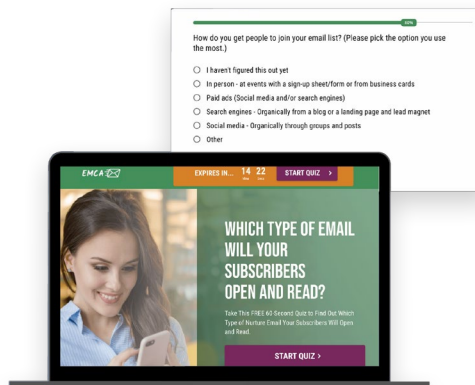 50%
How do you get people to join your email list? (Please pick the option you use
the most.)
I haven't figured this out yet
In person - at events with a sign-up sheet/form or from business cards
Paid ads (Social media and/or search engines)
Search engines - Organically from a blog or a landing page and lead magnet
Social media - Organically through groups and posts
Other
EMCA
EXPIRES IN... 14 22 START QUIZ >
WHICH TYPE OF EMAIL
WILL YOUR
SUBSCRIBERS
OPEN AND READ?
Take This FREE 60 Second Quiz to Find Out Which
Type of Nurture Email Your Subscribers Will Open
and Read.
START QUIZ >